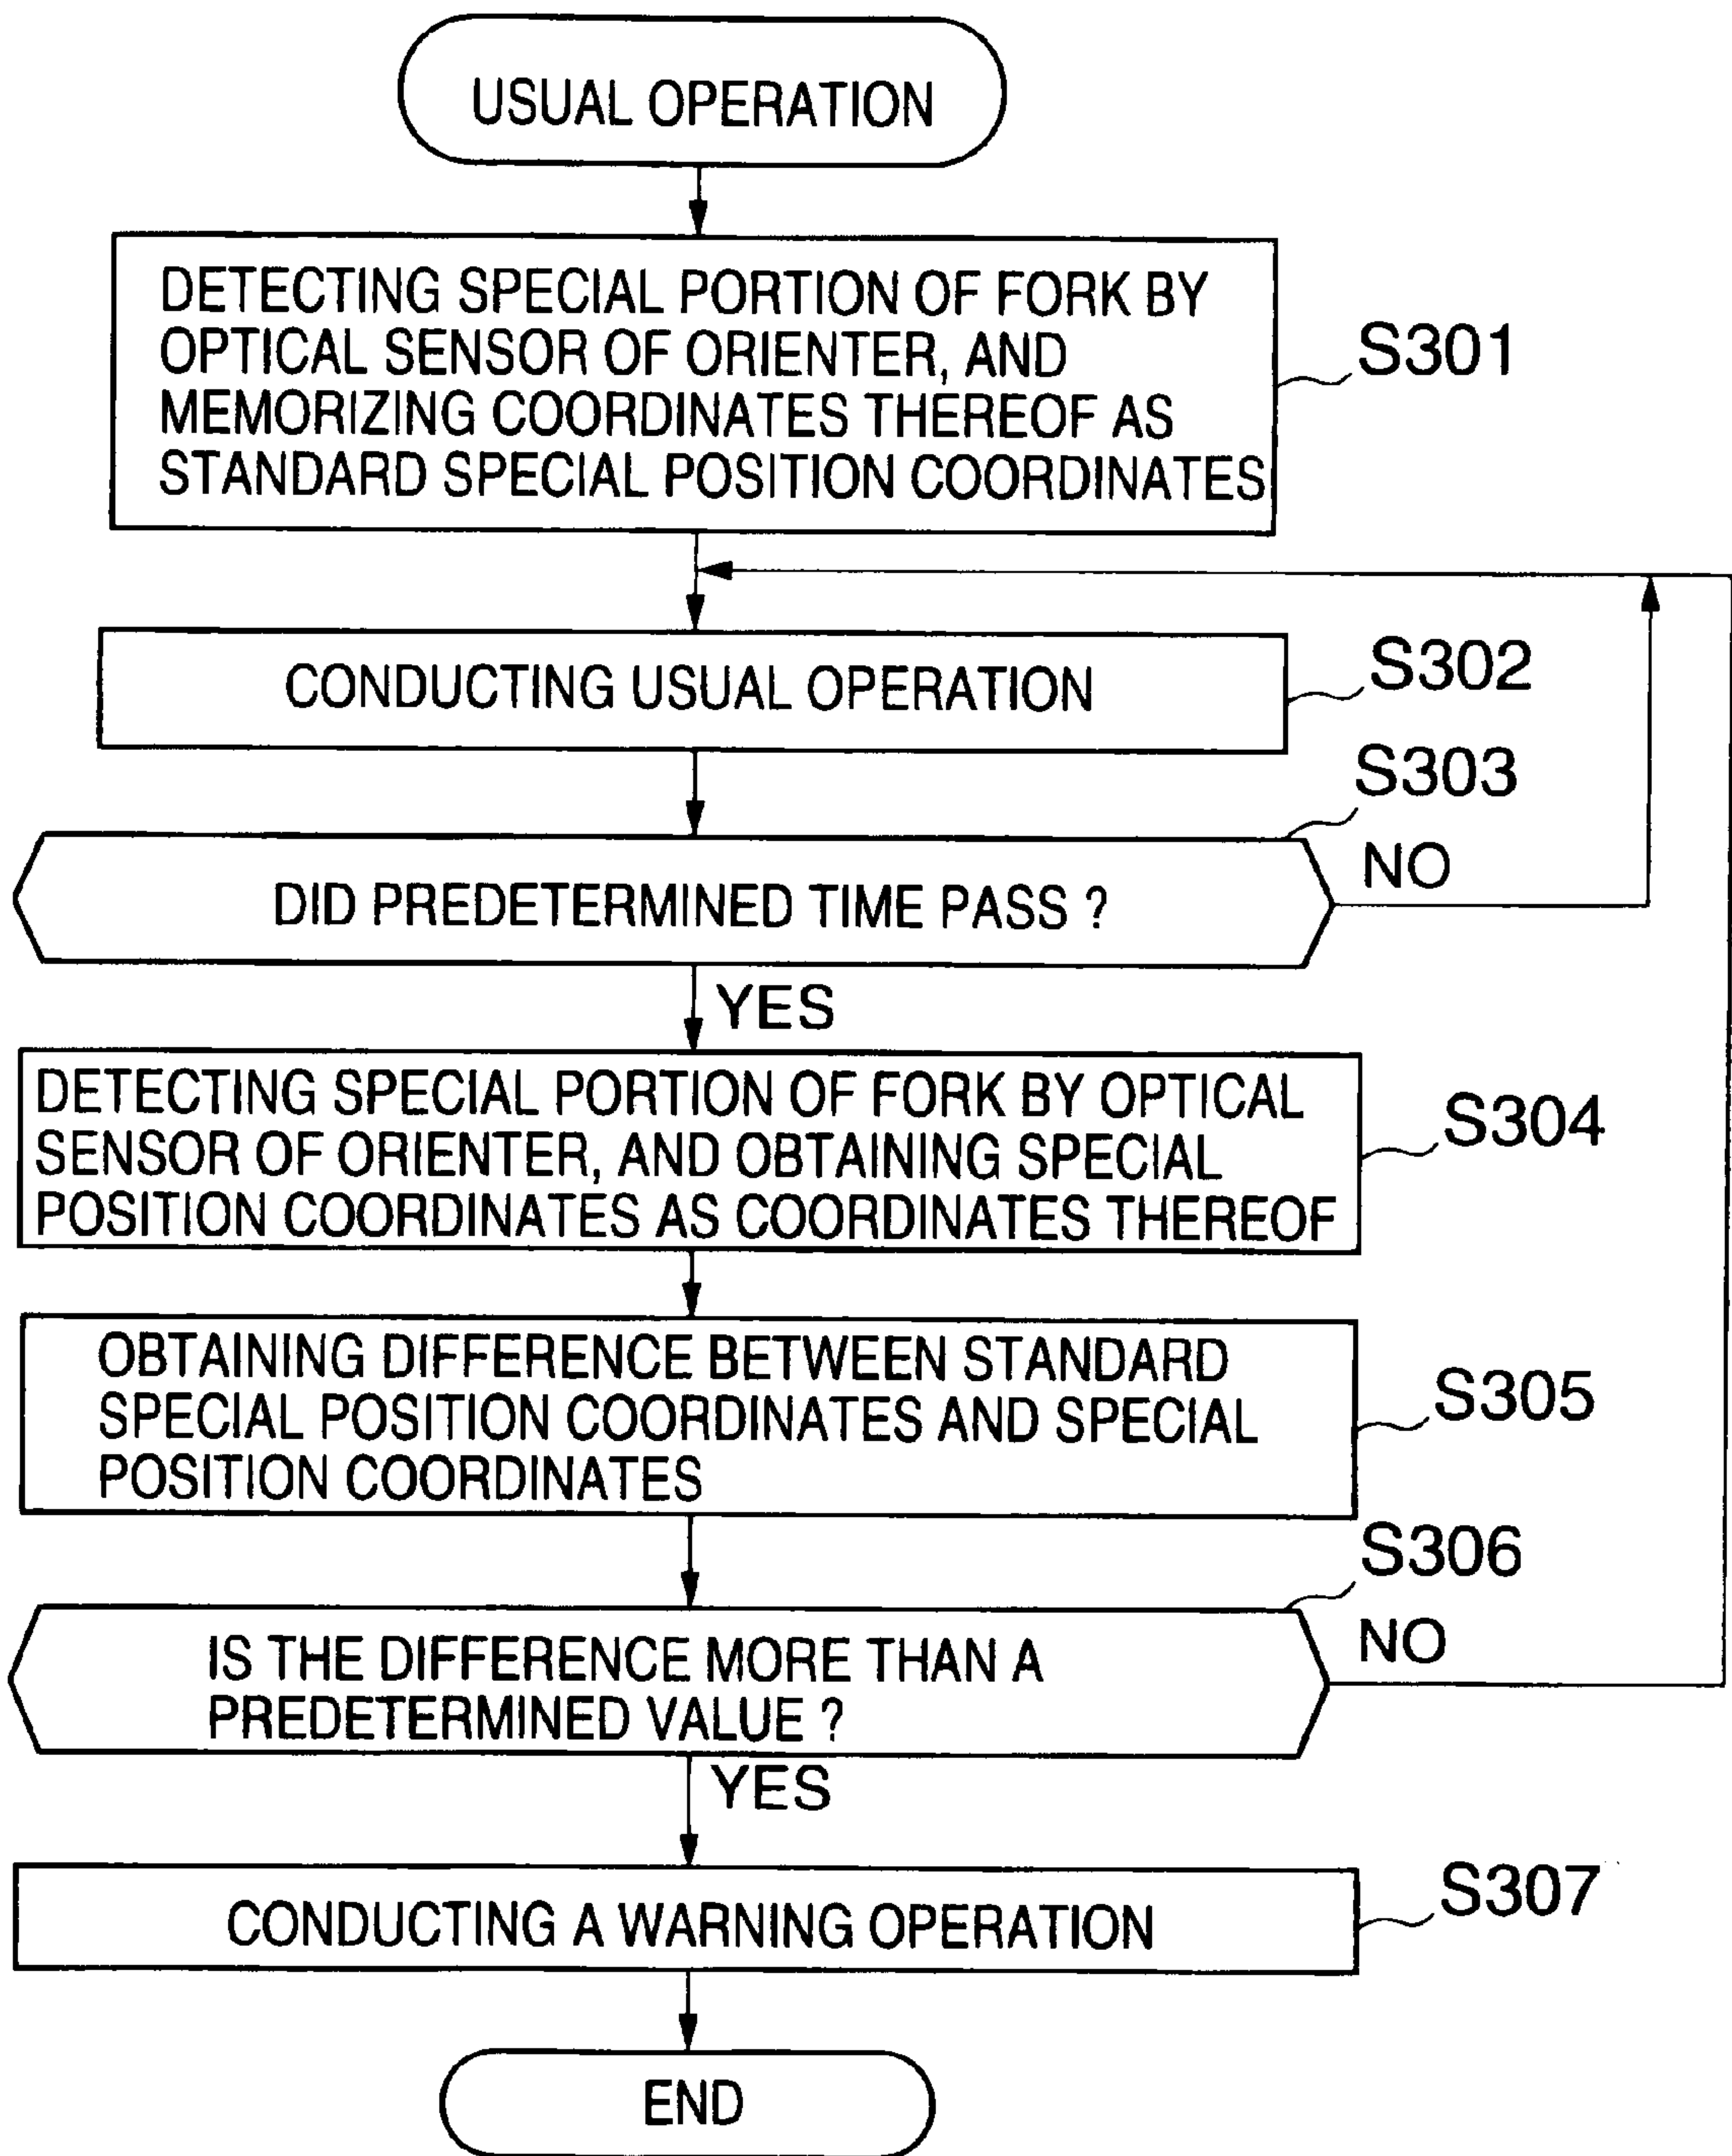 USUAL OPERATION
DETECTING SPECIAL PORTION OF FORK BY
OPTICAL SENSOR OF ORIENTER, AND
MEMORIZING COORDINATES THEREOF AS
STANDARD SPECIAL POSITION COORDINATES
S301
CONDUCTING USUAL OPERATION
S302
S303
DID PREDETERMINED TIME PASS ?
NO
YES
DETECTING SPECIAL PORTION OF FORK BY OPTICAL
SENSOR OF ORIENTER, AND OBTAINING SPECIAL
POSITION COORDINATES AS COORDINATES THEREOF
S304
OBTAINING DIFFERENCE BETWEEN STANDARD
SPECIAL POSITION COORDINATES AND SPECIAL
POSITION COORDINATES
S305
S306
IS THE DIFFERENCE MORE THAN A
PREDETERMINED VALUE ?
NO
YES
CONDUCTING A WARNING OPERATION
S307
END